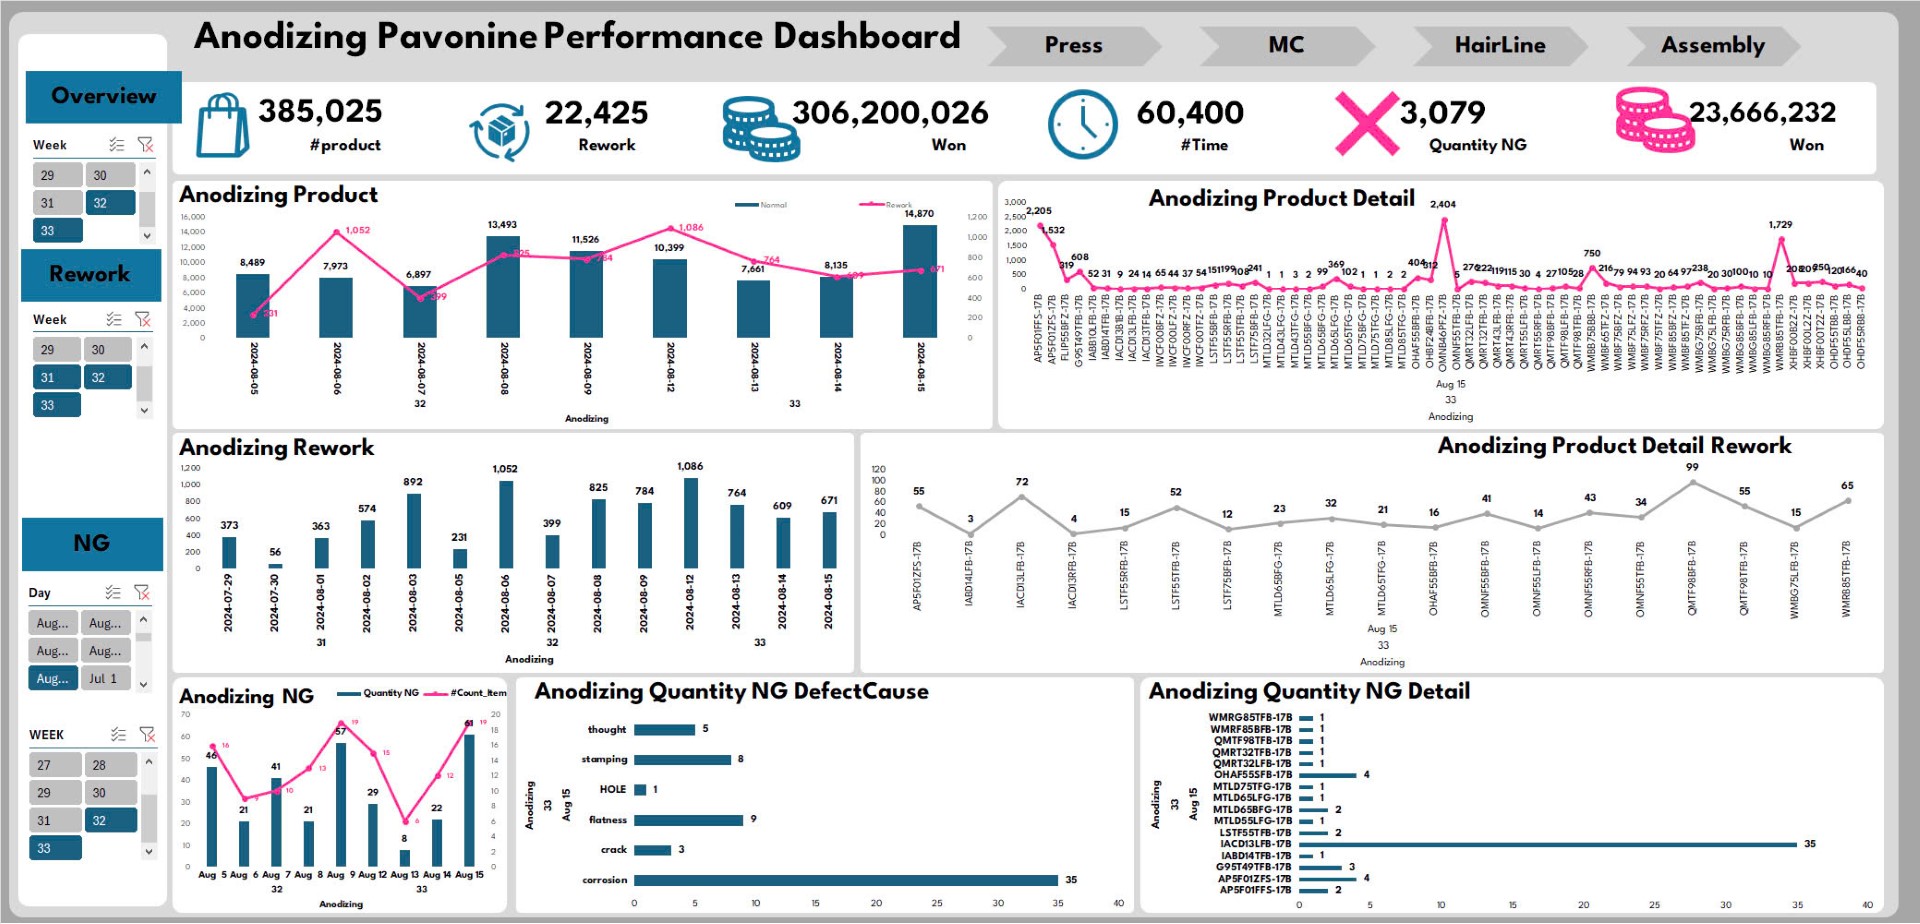 Anodizing Pavonine Performance Dashboard
Press
MC
HairLine
Assembly
Overview
385,025
#product
22,425
Rework
306,200,026
Won
60,400
#Time
3,079
Quantity NG
23,666,232
Won
Week
29 30
31 32
33
Rework
Week
29 30
31 32
33
NG
Day
Aug... Aug...
Aug... Aug...
Aug... Jul 1
WEEK
27 28
29 30
31 32
33
Anodizing Product
Normal Rework
16,000
14,000
12,000
10,000
8,000
6,000
4,000
2,000
0
8,489 7,973 6,897 13,493 11,526 10,399 7,661 8,135 14,870
231 1,052 399 825 784 1,086 764 609 671
1,200
1,000
800
600
400
200
0
2024-08-05 2024-08-06 2024-08-07 2024-08-08 2024-08-09 2024-08-12 2024-08-13 2024-08-14 2024-08-15
32 33
Anodizing
Anodizing Product Detail
3,000
2,500
2,000
1,500
1,000
500
0
2,205 1,532 319 608 52 31 9 24 14 65 44 37 54 151 199 108 241 1 1 3 2 99 369 102 1 1 2 2 404 312 2,404 5 276 222 119 115 30 4 27 105 28 750 216 79 94 93 20 64 97 238 20 30 100 10 10 1,729 208 209 250 120 166 40
AP5F01FFS-17B AP5F01ZFS-17B FLIP55BFZ-17B G95T49TFB-17B IABD10LFB-17B IABD14TFB-17B IACD13B1B-17B IACD13LFB-17B IACD13TFB-17B IWCF00BFZ-17B IWCF00LFZ-17B IWCF00RFZ-17B IWCF00TFZ-17B LSTF55BFB-17B LSTF55RFB-17B LSTF55TFB-17B LSTF75BFB-17B MTLD32LFG-17B MTLD43LFG-17B MTLD43TFG-17B MTLD55BFG-17B MTLD65BFG-17B MTLD65LFG-17B MTLD65TFG-17B MTLD75BFG-17B MTLD75TFG-17B MTLD85LFG-17B MTLD85TFG-17B OHAF55BFB-17B OHBF24BFB-17B OMNB46PFZ-17B OMNF55TFB-17B QMRT32LFB-17B QMRT32TFB-17B QMRT43LFB-17B QMRT43RFB-17B QMRT55LFB-17B QMRT55RFB-17B QMTF98BFB-17B QMTF98LFB-17B QMTF98TFB-17B WMBB75BBB-17B WMBF65TFZ-17B WMBF75BFZ-17B WMBF75LFZ-17B WMBF75RFZ-17B WMBF75TFZ-17B WMBF85BFZ-17B WMBF85TFZ-17B WMBG75BFB-17B WMBG75LFB-17B WMBG75RFB-17B WMBG85BFB-17B WMBG85LFB-17B WMBG85RFB-17B WMRB85TFB-17B XHBF00B2Z-17B XHBF00L2Z-17B XHBF00T2Z-17B OHDF55TBB-17B OHDF55LBB-17B OHDF55RBB-17B
Aug 15
33
Anodizing
Anodizing Rework
1,200
1,000
800
600
400
200
0
373 56 363 574 892 231 1,052 399 825 784 1,086 764 609 671
2024-07-29 2024-07-30 2024-08-01 2024-08-02 2024-08-03 2024-08-05 2024-08-06 2024-08-07 2024-08-08 2024-08-09 2024-08-12 2024-08-13 2024-08-14 2024-08-15
31 32 33
Anodizing
Anodizing Product Detail Rework
120
100
80
60
40
20
0
55 3 72 4 15 52 12 23 32 21 16 41 14 43 34 99 55 15 65
AP5F01ZFS-17B IABD14LFB-17B IACD13LFB-17B IACD13RFB-17B LSTF55RFB-17B LSTF55TFB-17B LSTF75BFB-17B MTLD65BFG-17B MTLD65LFG-17B MTLD65TFG-17B OHAF55BFB-17B OMNF55BFB-17B OMNF55LFB-17B OMNF55RFB-17B OMNF55TFB-17B QMTF98BFB-17B QMTF98TFB-17B WMBG75LFB-17B WMRB85TFB-17B
Aug 15
33
Anodizing
Anodizing NG
Quantity NG #Count_Item
70
60
50
40
30
20
10
0
46 21 41 21 57 29 8 22 61
16 9 10 13 19 15 6 12 19
20
18
16
14
12
10
8
6
4
2
0
Aug 5 Aug 6 Aug 7 Aug 8 Aug 9 Aug 12 Aug 13 Aug 14 Aug 15
32 33
Anodizing
Anodizing Quantity NG DefectCause
Anodizing
33
Aug 15
thought 5
stamping 8
HOLE 1
flatness 9
crack 3
corrosion 35
0 5 10 15 20 25 30 35 40
Anodizing Quantity NG Detail
Anodizing
33
Aug 15
WMRG85TFB-17B 1
WMRF85BFB-17B 1
QMTF98TFB-17B 1
QMRT32TFB-17B 1
QMRT32LFB-17B 1
OHAF55SFB-17B 4
MTLD75TFG-17B 1
MTLD65LFG-17B 1
MTLD65BFG-17B 2
MTLD55LFG-17B 1
LSTF55TFB-17B 2
IACD13LFB-17B 35
IABD14TFB-17B 1
G95T49TFB-17B 3
AP5F01ZFS-17B 4
AP5F01FFS-17B 2
0 5 10 15 20 25 30 35 40